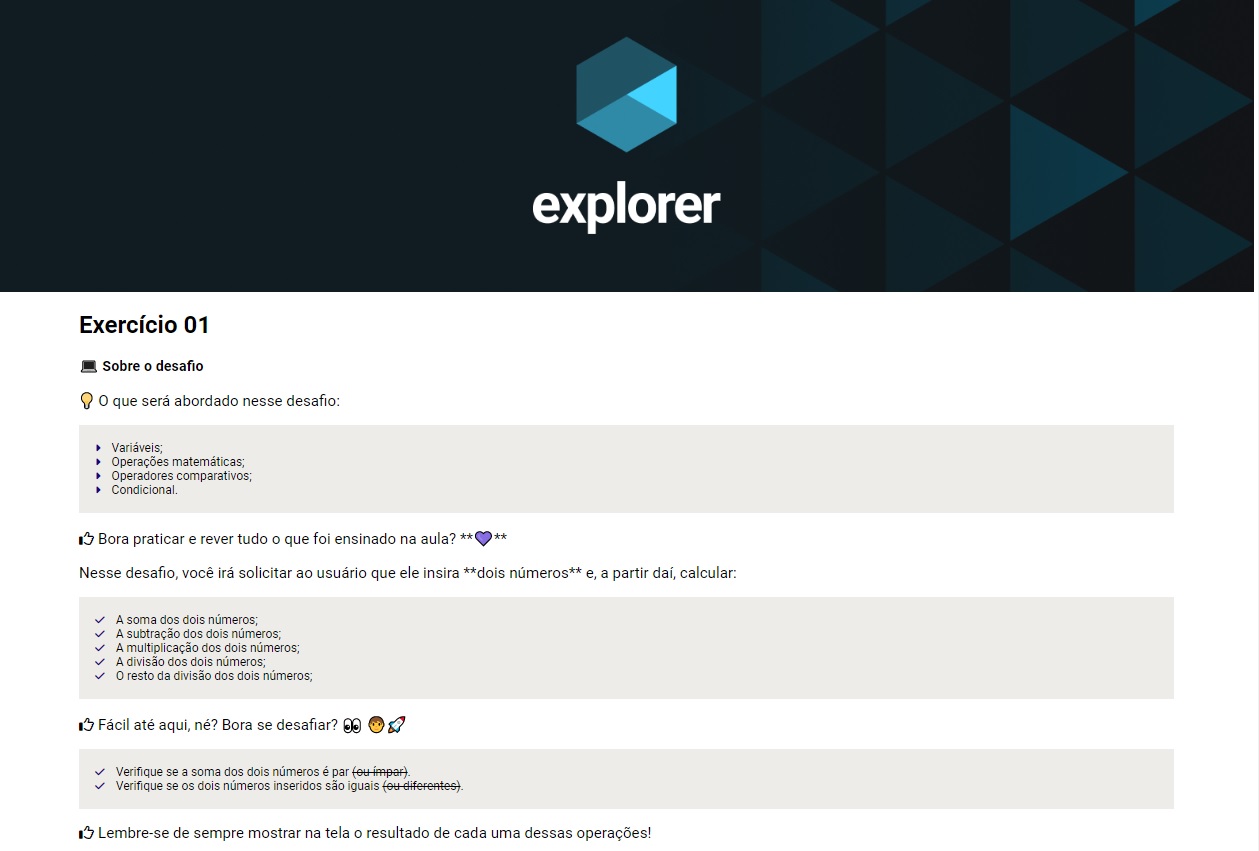 explorer
Exercício 01
💻 Sobre o desafio
💡 O que será abordado nesse desafio:
Variáveis;
Operações matemáticas;
Operadores comparativos;
Condicional.
Bora praticar e rever tudo o que foi ensinado na aula? **💜**
Nesse desafio, você irá solicitar ao usuário que ele insira **dois números** e, a partir daí, calcular:
A soma dos dois números;
A subtração dos dois números;
A multiplicação dos dois números;
A divisão dos dois números;
O resto da divisão dos dois números;
Fácil até aqui, né? Bora se desafiar? 👀 🧑🚀
Verifique se a soma dos dois números é par (ou ímpar).
Verifique se os dois números inseridos são iguais (ou diferentes).
Lembre-se de sempre mostrar na tela o resultado de cada uma dessas operações!